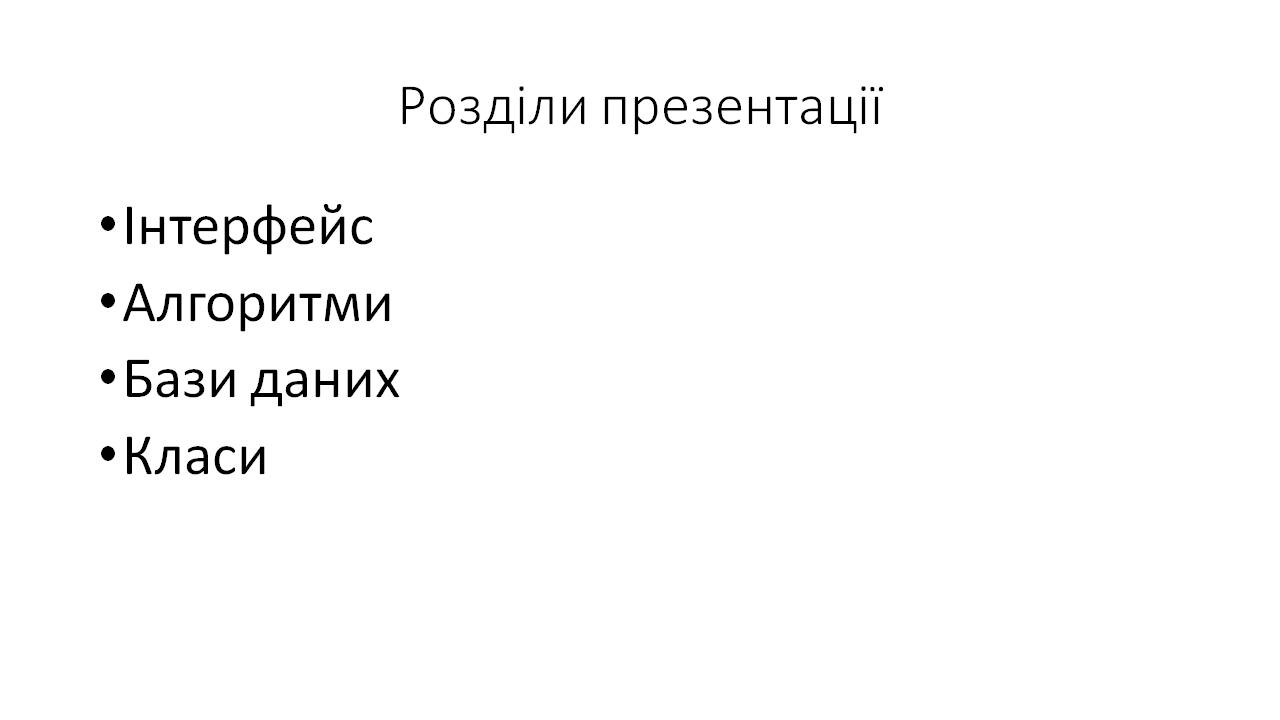 Розділи презентації
•Інтерфейс
•Алгоритми
•Бази даних
•Класи